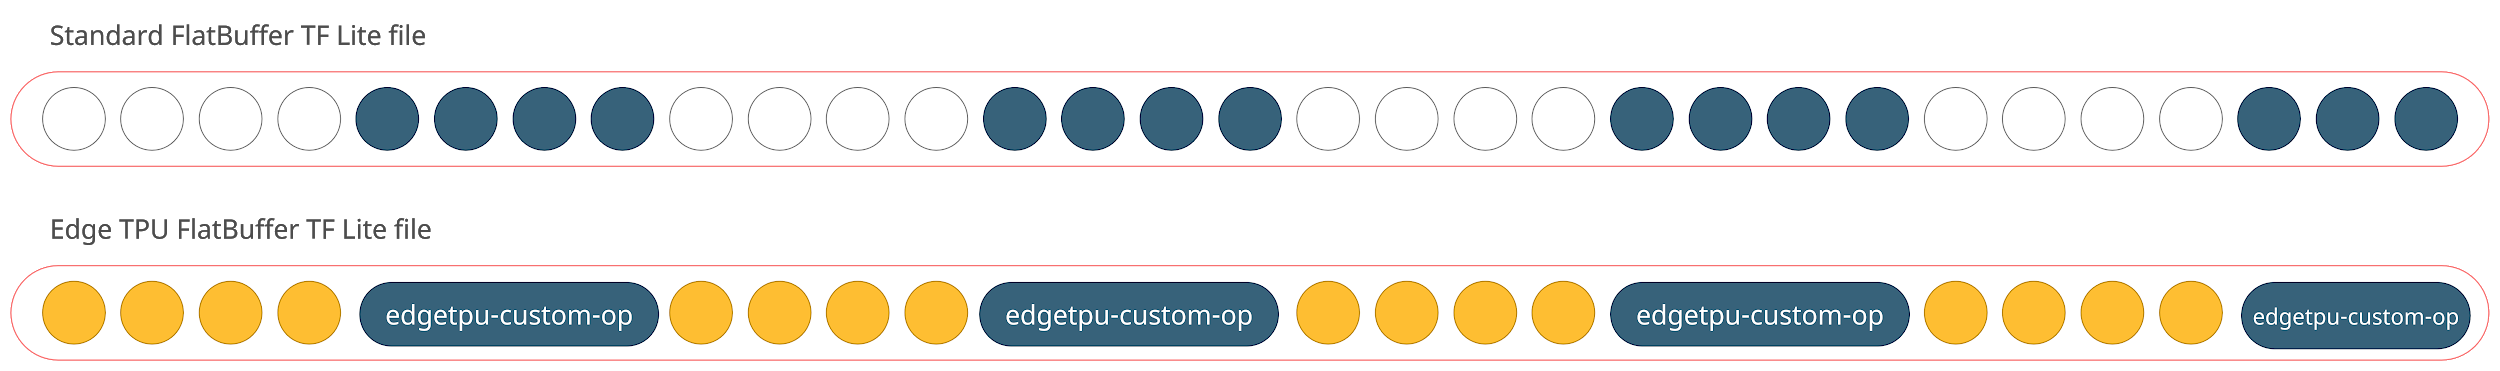 Standard FlatBuffer TF Lite file
Edge TPU FlatBuffer TF Lite file
edgetpu-custom-op edgetpu-custom-op edgetpu-custom-op edgetpu-custom-op